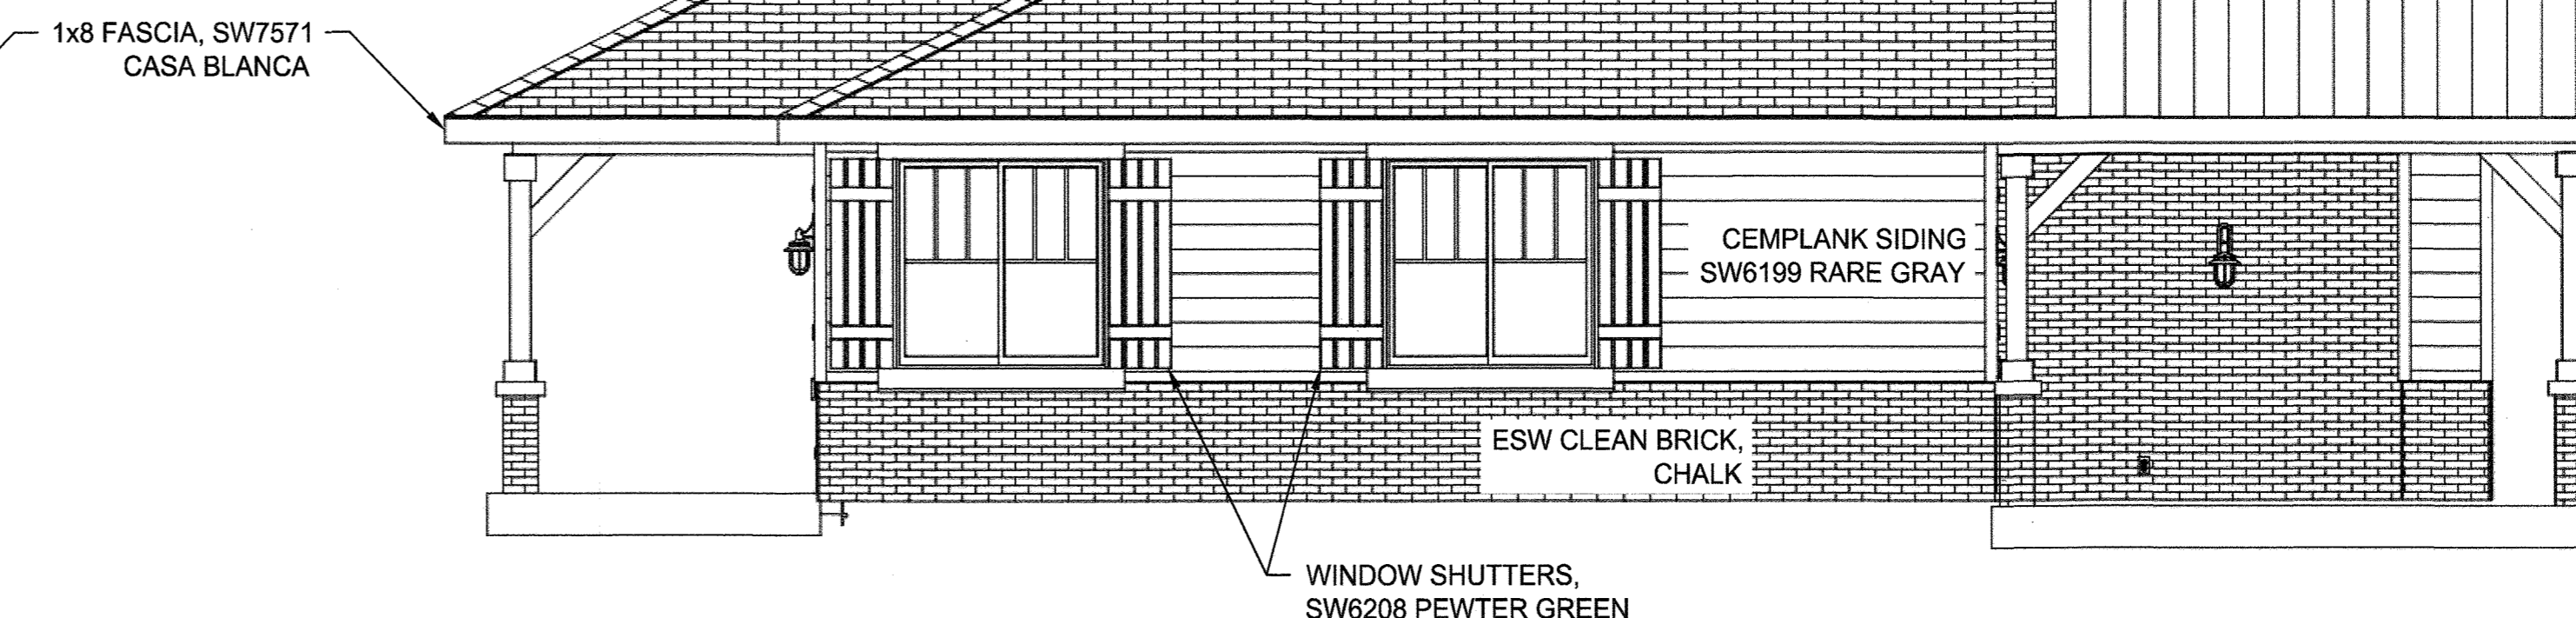 1x8 FASCIA, SW7571
CASA BLANCA
CEMPLANK SIDING
SW6199 RARE GRAY
ESW CLEAN BRICK,
CHALK
WINDOW SHUTTERS,
SW6208 PEWTER GREEN